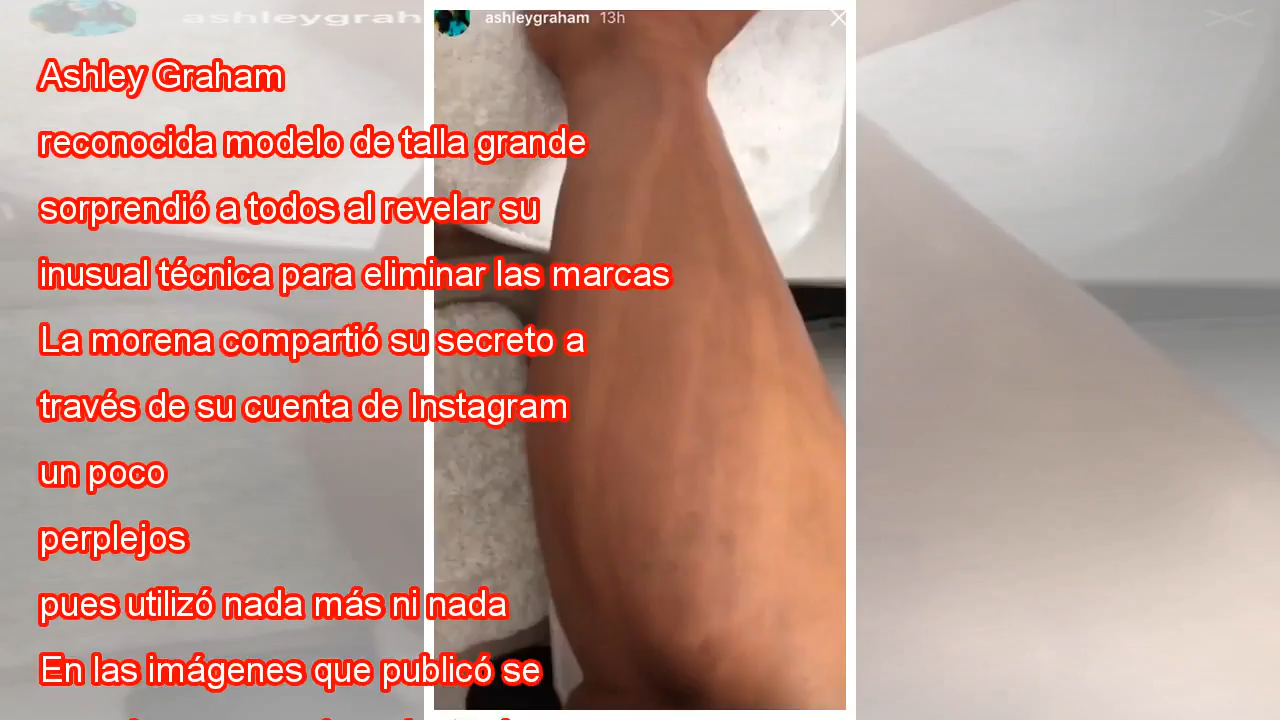 ashleygraham 13h
ashleygrah
Ashley Graham
reconocida modelo de talla grande
sorprendió a todos al revelar su
inusual técnica para eliminar las marcas
La morena compartió su secreto a
través de su cuenta de Instagram
un poco
perplejos
pues utilizó nada más ni nada
En las imágenes que publicó se